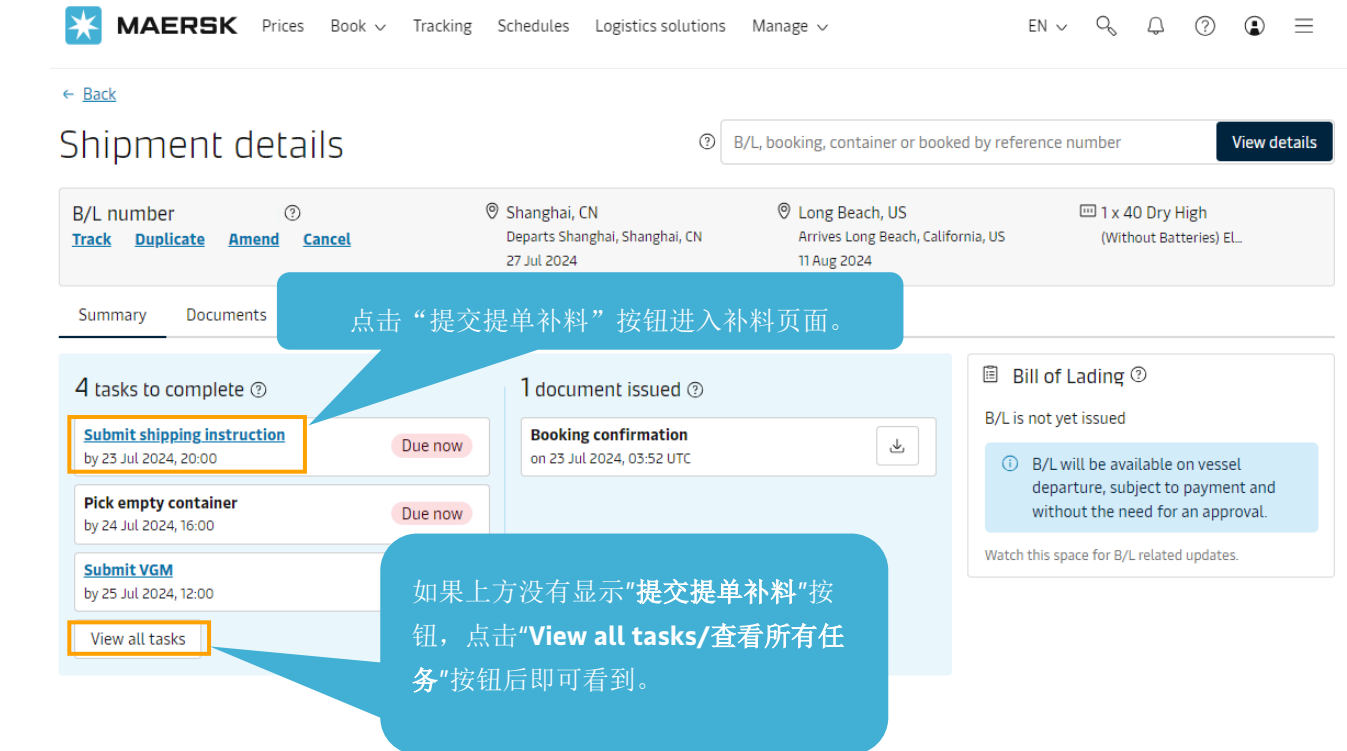 MAERSK Prices Book Tracking Schedules Logistics solutions Manage EN
← Back
Shipment details
B/L, booking, container or booked by reference number
View details
B/L number
Track Duplicate Amend Cancel
Shanghai, CN
Departs Shanghai, Shanghai, CN
27 Jul 2024
Long Beach, US
Arrives Long Beach, California, US
11 Aug 2024
1 x 40 Dry High
(Without Batteries) El...
Summary Documents
点击“提交提单补料”按钮进入补料页面。
4 tasks to complete
Submit shipping instruction
by 23 Jul 2024, 20:00
Due now
Pick empty container
by 24 Jul 2024, 16:00
Due now
Submit VGM
by 25 Jul 2024, 12:00
View all tasks
1 document issued
Booking confirmation
on 23 Jul 2024, 03:52 UTC
如果上方没有显示"提交提单补料"按
钮，点击“View all tasks/查看所有任
务"按钮后即可看到。
Bill of Lading
B/L is not yet issued
B/L will be available on vessel
departure, subject to payment and
without the need for an approval.
Watch this space for B/L related updates.